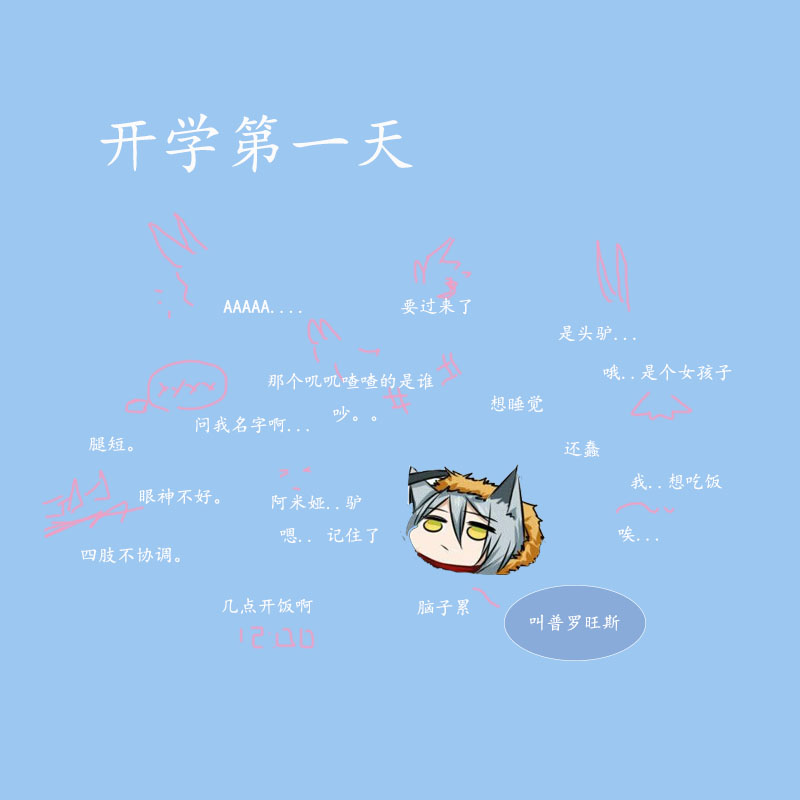 开学第一天
AAAAA....
要过来了
是头驴...
哦..是个女孩子
那个叽叽喳喳的是谁
吵。。
想睡觉
问我名字啊...
腿短。
还蠢
我..想吃饭
眼神不好。
阿米娅..驴
嗯.. 记住了
唉...
四肢不协调。
几点开饭啊
脑子累
叫普罗旺斯
12:00